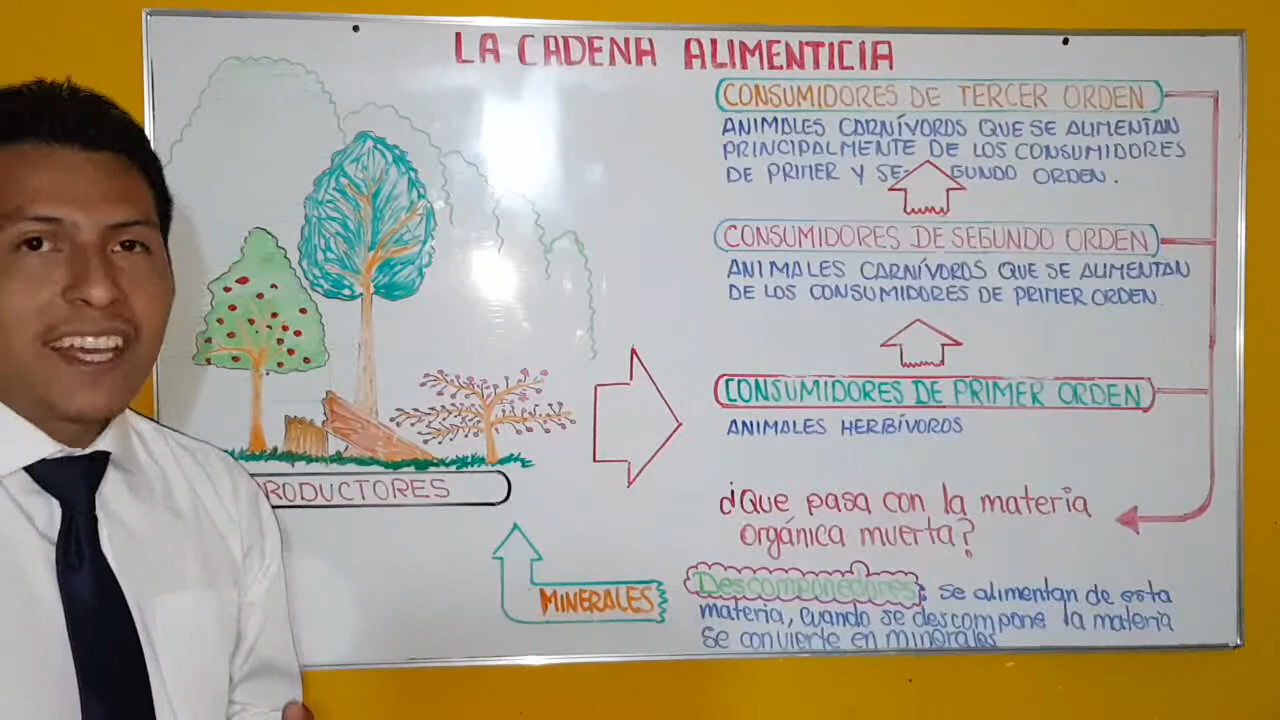 LA CADENA ALIMENTICIA
CONSUMIDORES DE TERCER ORDEN
ANIMALES CARNÍVOROS QUE SE ALIMENTAN
PRINCIPALMENTE DE LOS CONSUMIDORES
DE PRIMER Y SE- GUNDO ORDEN.
CONSUMIDORES DE SEGUNDO ORDEN
ANIMALES CARNÍVOROS QUE SE ALIMENTAN
DE LOS CONSUMIDORES DE PRIMER ORDEN.
CONSUMIDORES DE PRIMER ORDEN
ANIMALES HERBÍVOROS
RODUCTORES
¿Que pasa con la materia
orgánica muerta?
MINERALES
Descomponedores: se alimentan de esta
materia, cuando se descompone la materia
se convierte en minerales